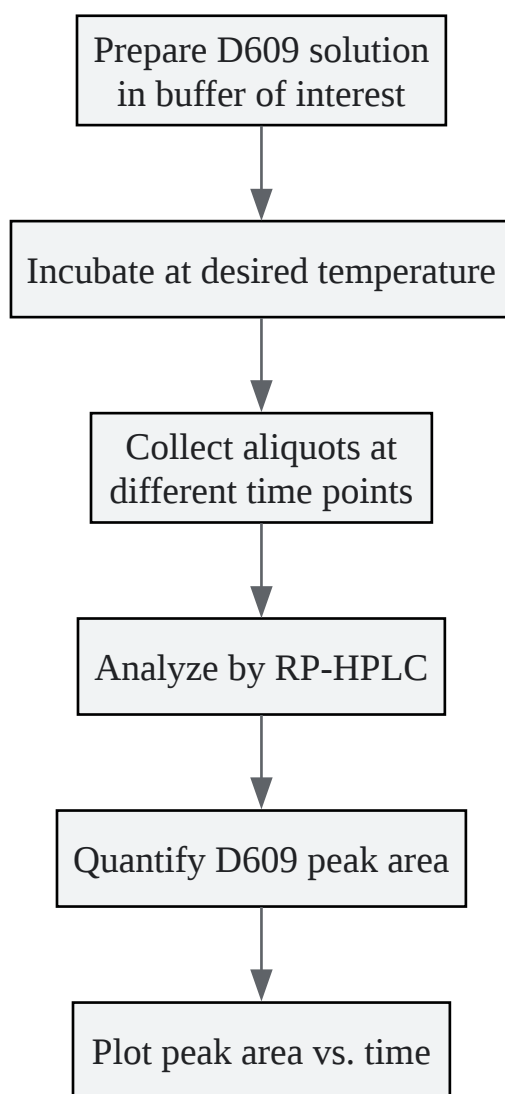 Prepare D609 solution
in buffer of interest
Incubate at desired temperature
Collect aliquots at
different time points
Analyze by RP-HPLC
Quantify D609 peak area
Plot peak area vs. time